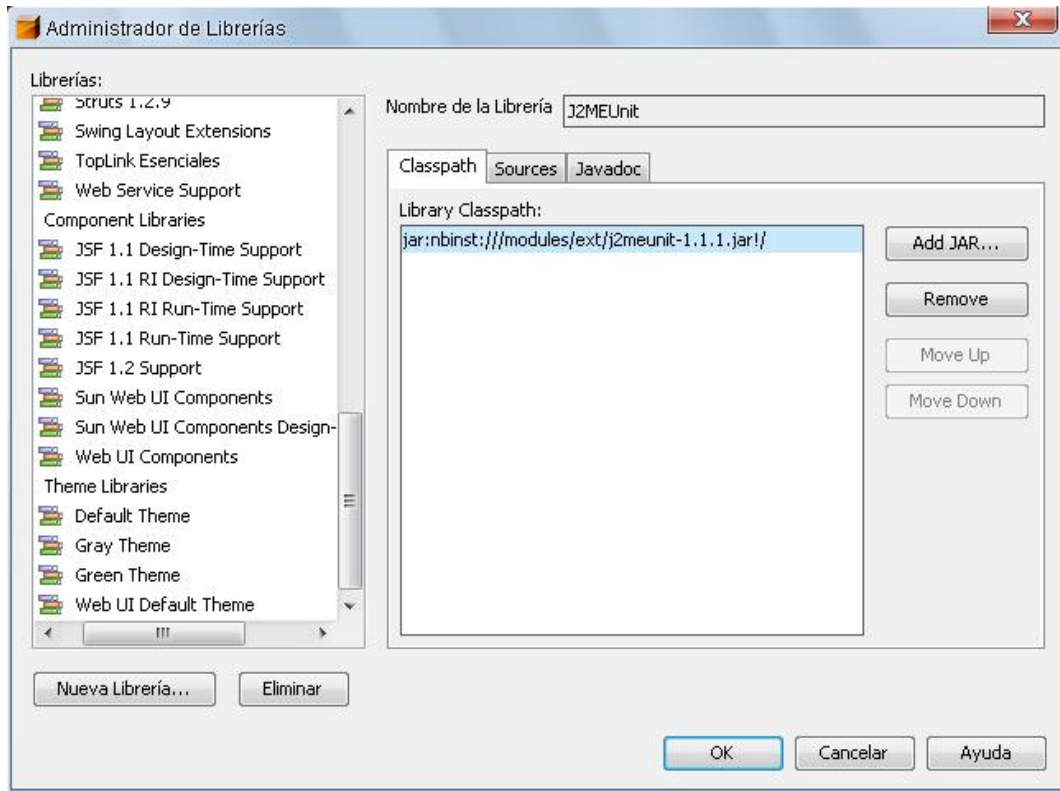 Administrador de Librerías
Librerías:
Struts 1.2.9
Swing Layout Extensions
TopLink Esenciales
Web Service Support
Component Libraries
JSF 1.1 Design-Time Support
JSF 1.1 RI Design-Time Support
JSF 1.1 RI Run-Time Support
JSF 1.1 Run-Time Support
JSF 1.2 Support
Sun Web UI Components
Sun Web UI Components Design-
Web UI Components
Theme Libraries
Default Theme
Gray Theme
Green Theme
Web UI Default Theme
Nueva Librería...
Eliminar
Nombre de la Librería
J2MEUnit
Classpath
Sources
Javadoc
Library Classpath:
jar:nbinst:///modules/ext/j2meunit-1.1.1.jar!/
Add JAR...
Remove
Move Up
Move Down
OK
Cancelar
Ayuda